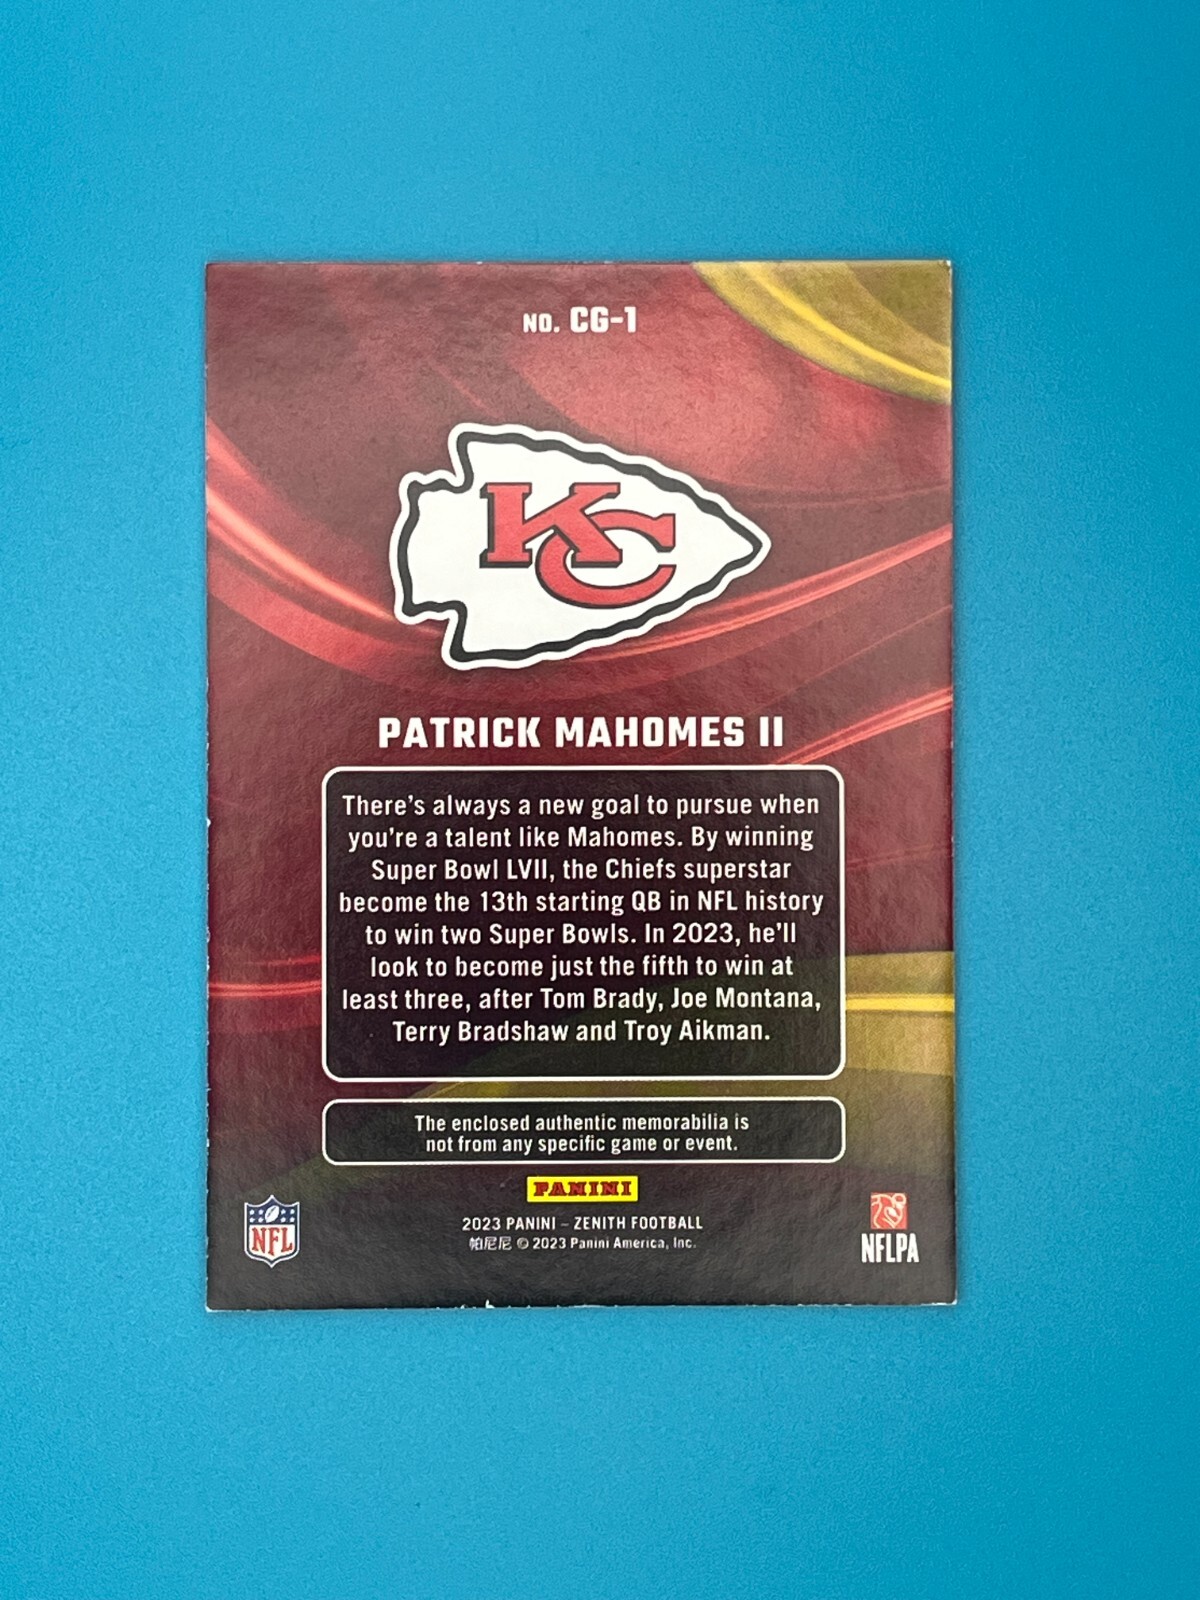 NO. CG-1
KC
PATRICK MAHOMES II
There's always a new goal to pursue when
you're a talent like Mahomes. By winning
Super Bowl LVII, the Chiefs superstar
become the 13th starting QB in NFL history
to win two Super Bowls. In 2023, he'll
look to become just the fifth to win at
least three, after Tom Brady, Joe Montana,
Terry Bradshaw and Troy Aikman.
The enclosed authentic memorabilia is
not from any specific game or event.
PANINI
2023 PANINI – ZENITH FOOTBALL
帕尼尼 © 2023 Panini America, Inc.
NFL
NFLPA